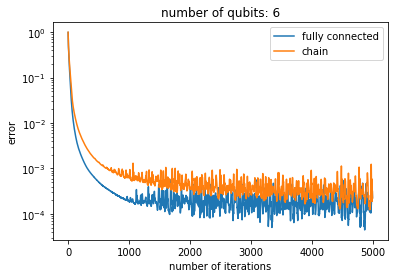 number of qubits: 6
fully connected
chain
error
10⁰
10⁻¹
10⁻²
10⁻³
10⁻⁴
0 1000 2000 3000 4000 5000
number of iterations